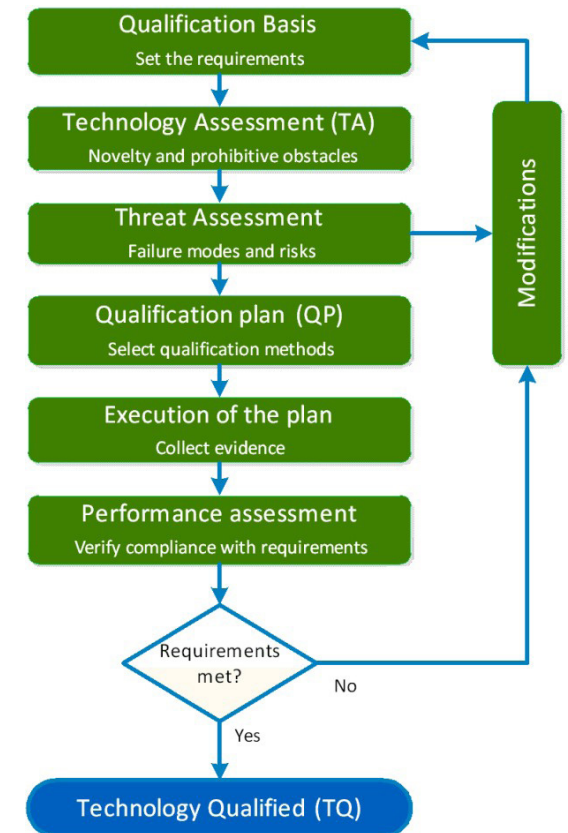 Qualification Basis
Set the requirements
Technology Assessment (TA)
Novelty and prohibitive obstacles
Threat Assessment
Failure modes and risks
Qualification plan (QP)
Select qualification methods
Execution of the plan
Collect evidence
Performance assessment
Verify compliance with requirements
Requirements
met?
No
Yes
Technology Qualified (TQ)
Modifications